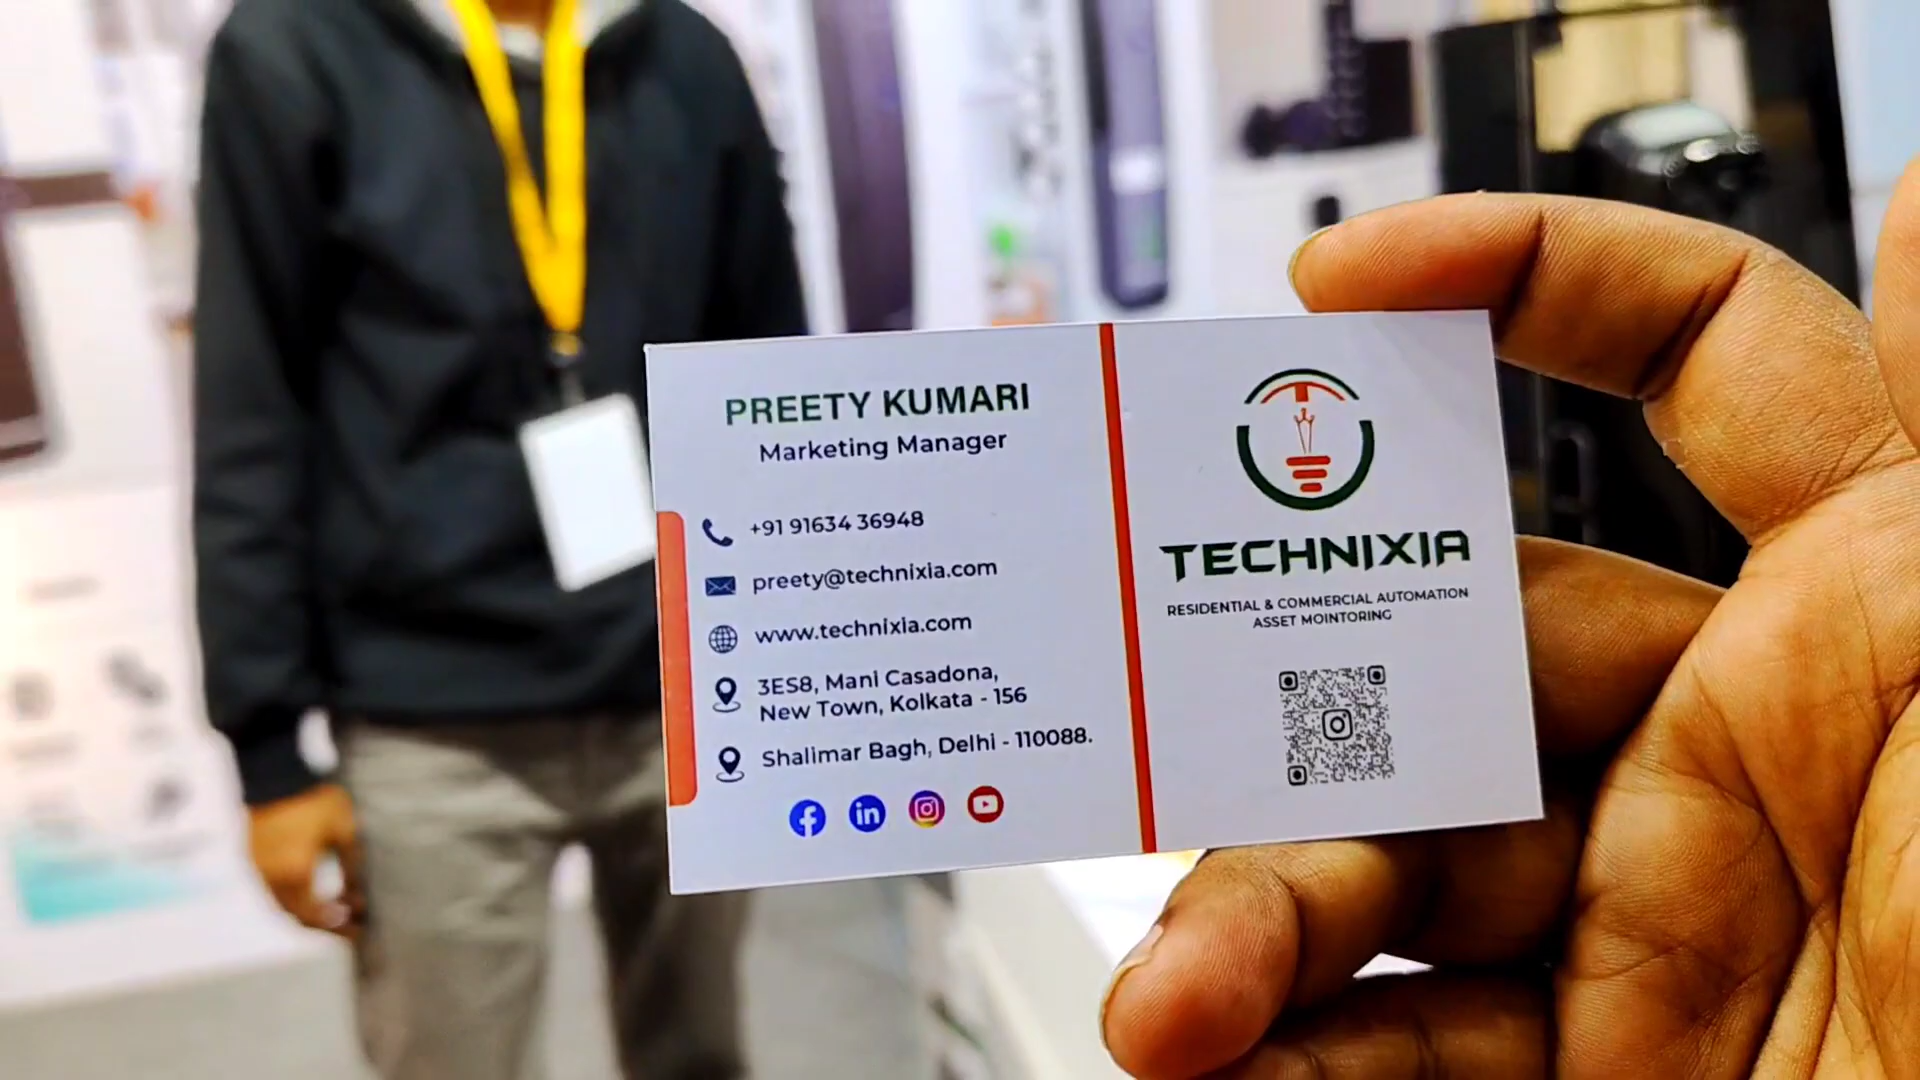 PREETY KUMARI
Marketing Manager
+91 91634 36948
preety@technixia.com
www.technixia.com
3ES8, Mani Casadona,
New Town, Kolkata - 156
Shalimar Bagh, Delhi - 110088.
TECHNIXIA
RESIDENTIAL & COMMERCIAL AUTOMATION
ASSET MOINTORING